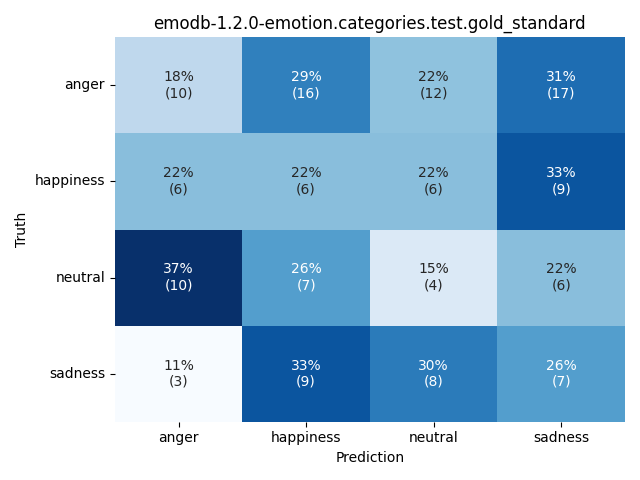 emodb-1.2.0-emotion.categories.test.gold_standard
Truth
anger
18% 29% 22% 31%
(10) (16) (12) (17)
happiness
22% 22% 22% 33%
(6) (6) (6) (9)
neutral
37% 26% 15% 22%
(10) (7) (4) (6)
sadness
11% 33% 30% 26%
(3) (9) (8) (7)
anger happiness neutral sadness
Prediction